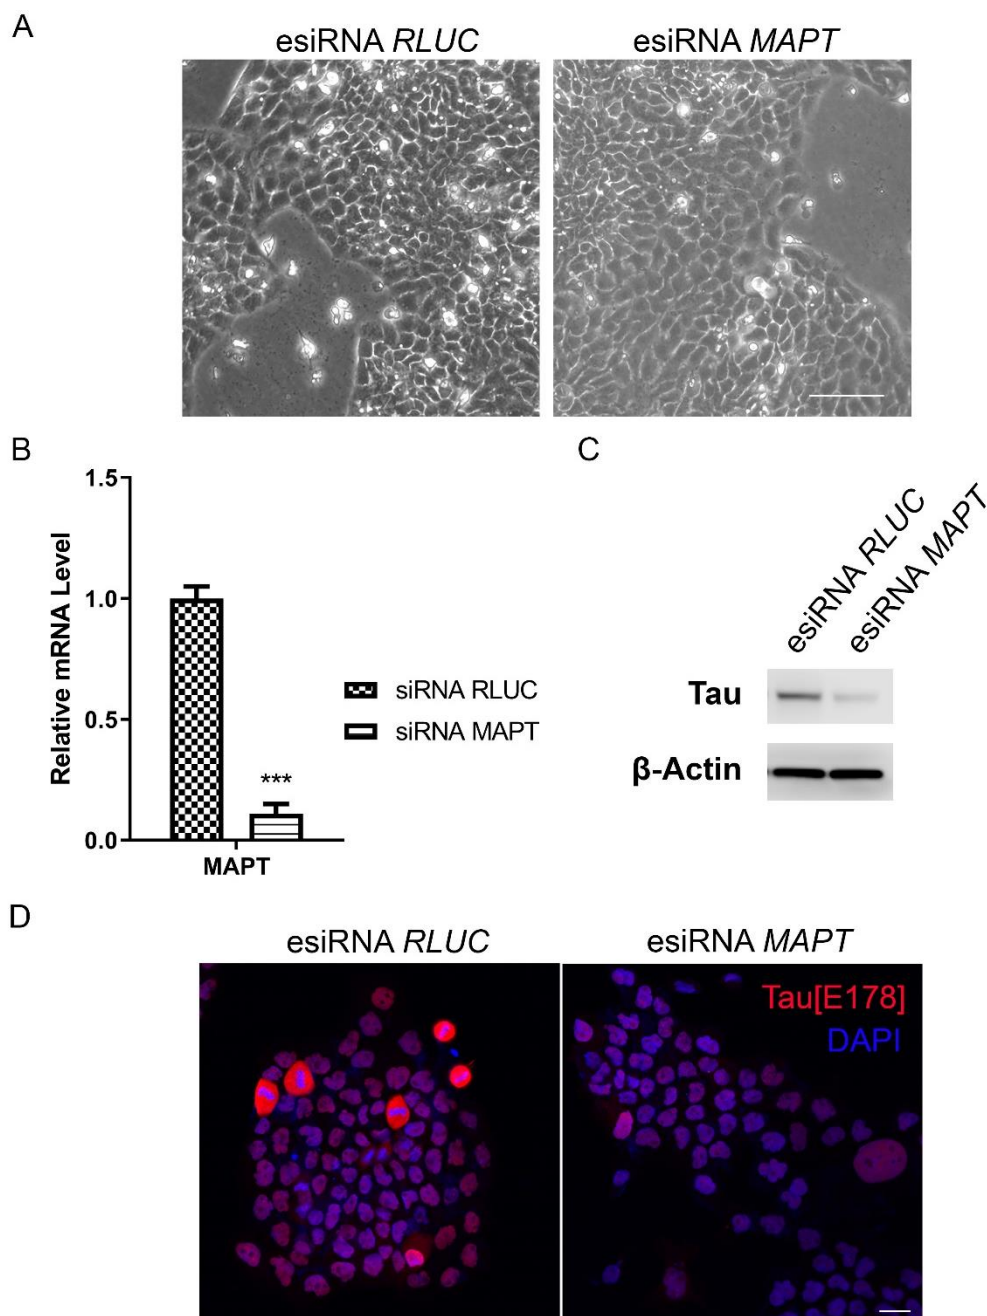 A
esiRNA RLUC
esiRNA MAPT
B
1.5
1.0
0.5
0.0
Relative mRNA Level
***
MAPT
siRNA RLUC
siRNA MAPT
C
esiRNA RLUC
esiRNA MAPT
Tau
β-Actin
D
esiRNA RLUC
esiRNA MAPT
Tau[E178]
DAPI